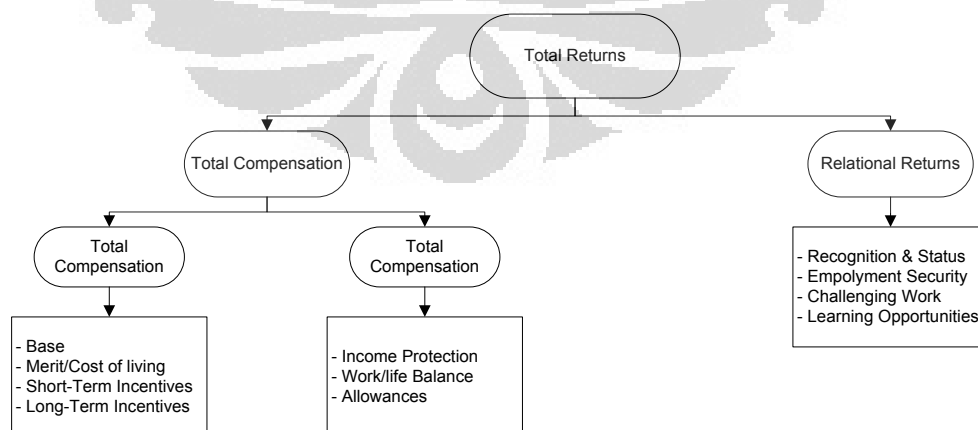 Total Returns
Total Compensation
Relational Returns
Total
Compensation
Total
Compensation
- Recognition & Status
- Empolyment Security
- Challenging Work
- Learning Opportunities
- Base
- Merit/Cost of living
- Short-Term Incentives
- Long-Term Incentives
- Income Protection
- Work/life Balance
- Allowances